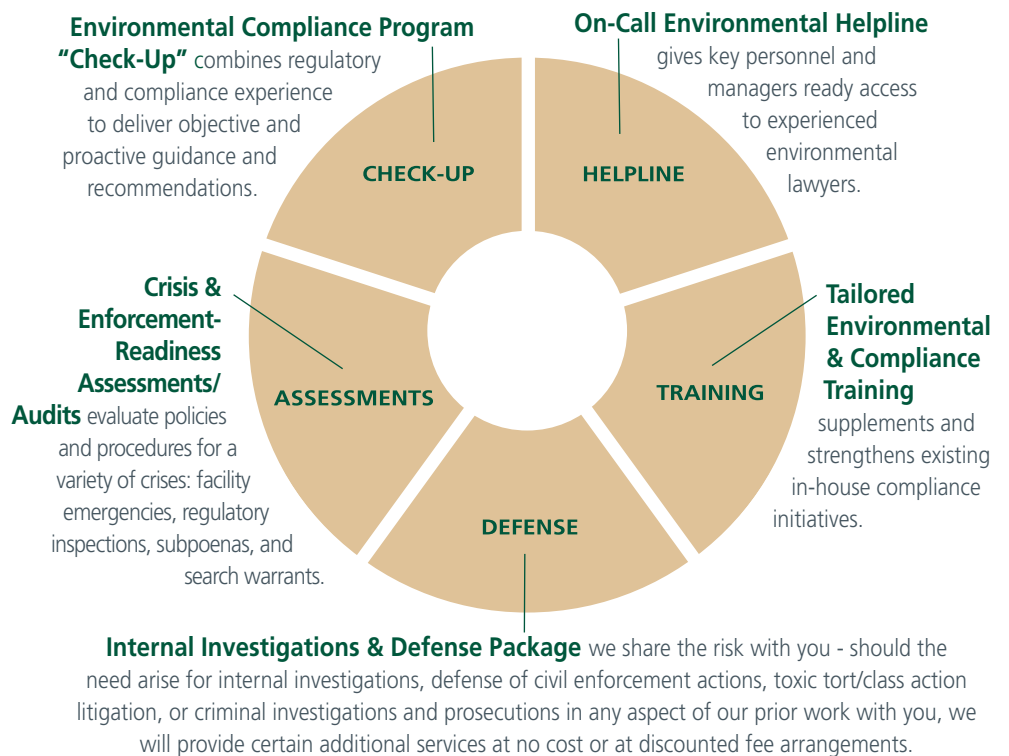 Environmental Compliance Program
“Check-Up” combines regulatory
and compliance experience
to deliver objective and
proactive guidance and
recommendations.
On-Call Environmental Helpline
gives key personnel and
managers ready access
to experienced
environmental
lawyers.
CHECK-UP
HELPLINE
Crisis &
Enforcement-
Readiness
Assessments/
Audits evaluate policies
and procedures for a
variety of crises: facility
emergencies, regulatory
inspections, subpoenas, and
search warrants.
ASSESSMENTS
TRAINING
Tailored
Environmental
& Compliance
Training
supplements and
strengthens existing
in-house compliance
initiatives.
DEFENSE
Internal Investigations & Defense Package we share the risk with you - should the
need arise for internal investigations, defense of civil enforcement actions, toxic tort/class action
litigation, or criminal investigations and prosecutions in any aspect of our prior work with you, we
will provide certain additional services at no cost or at discounted fee arrangements.